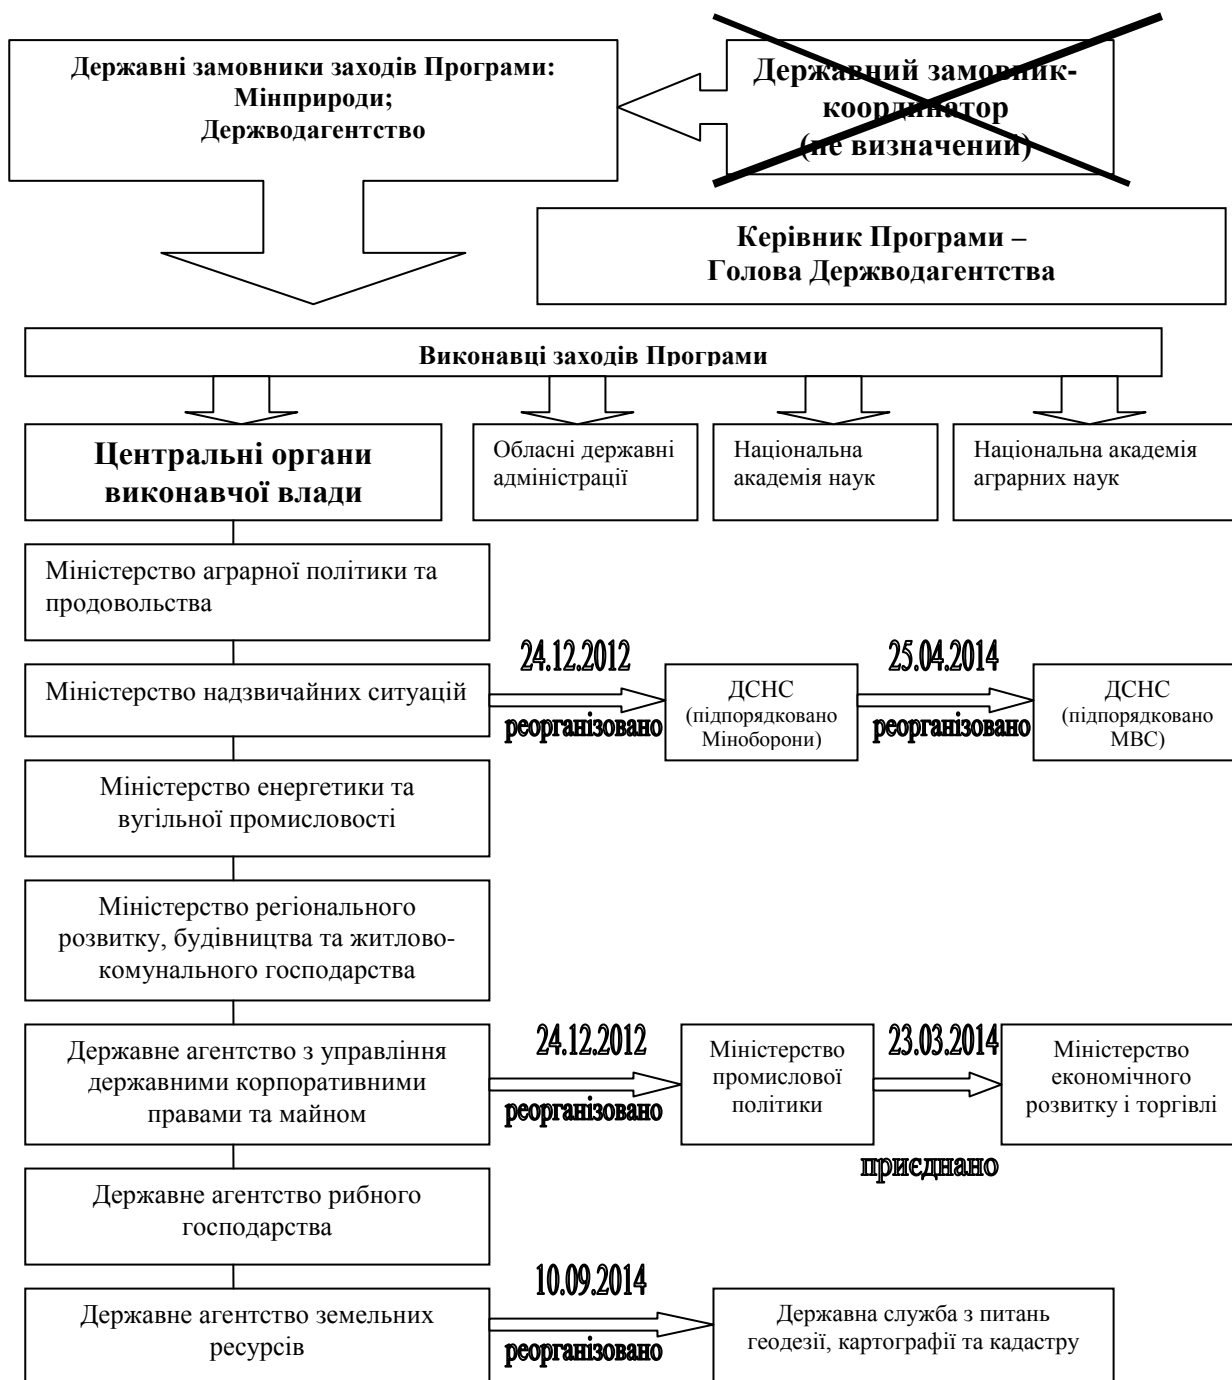 Державні замовники заходів Програми:
Мінприроди;
Держводагентство
Державний замовник-
координатор
(не визначений)
Керівник Програми –
Голова Держводагентства
Виконавці заходів Програми
Центральні органи
виконавчої влади
Обласні державні
адміністрації
Національна
академія наук
Національна академія
аграрних наук
Міністерство аграрної політики та
продовольства
Міністерство надзвичайних ситуацій
24.12.2012
реорганізовано
ДСНС
(підпорядковано
Міноборони)
25.04.2014
реорганізовано
ДСНС
(підпорядковано
МВС)
Міністерство енергетики та
вугільної промисловості
Міністерство регіонального
розвитку, будівництва та житлово-
комунального господарства
Державне агентство з управління
державними корпоративними
правами та майном
24.12.2012
реорганізовано
Міністерство
промислової
політики
23.03.2014
приєднано
Міністерство
економічного
розвитку і торгівлі
Державне агентство рибного
господарства
Державне агентство земельних
ресурсів
10.09.2014
реорганізовано
Державна служба з питань
геодезії, картографії та кадастру